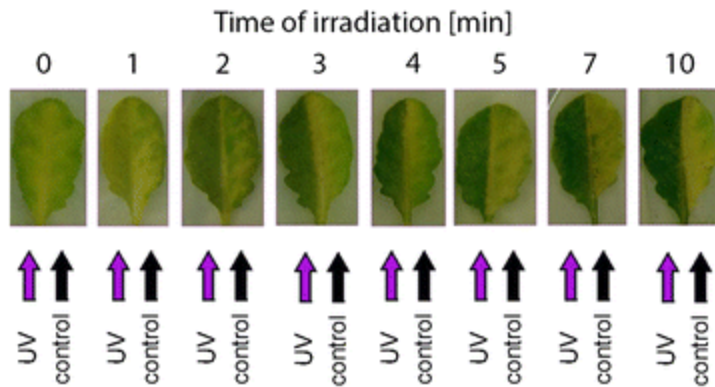 Time of irradiation [min]
0 1 2 3 4 5 7 10
UV control UV control UV control UV control UV control UV control UV control UV control